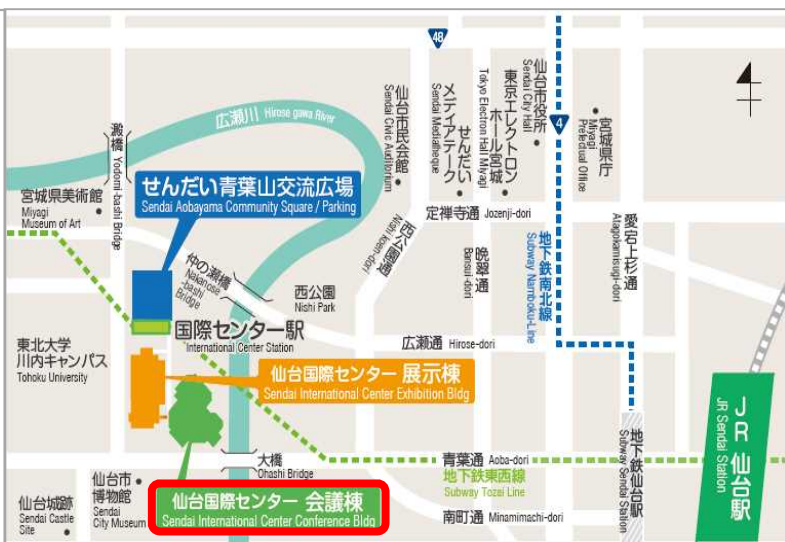 48
4
広瀬川 Hirose gawa River
澱橋 Yodomi-bashi Bridge
宮城県美術館
Miyagi
Museum of Art
せんだい青葉山交流広場
Sendai Aobayama Community Square / Parking
仙台市民会館
Sendai Civic Auditorium
せんだい
メディアテーク
Sendai Mediatheque
東京エレクトロン
ホール宮城
Tokyo Electron Hall Miyagi
仙台市役所
Sendai City Hall
宮城県庁
Miyagi
Prefectual Office
定禅寺通 Jozenji-dori
西公園通
Nishi koen-dori
晩翠通
Bansui-dori
地下鉄南北線
Subway Namboku-Line
愛宕上杉通
Atagokamisugi-dori
仲の瀬橋
Nakanose
-bashi
Bridge
西公園
Nishi Park
国際センター駅
International Center Station
広瀬通 Hirose-dori
東北大学
川内キャンパス
Tohoku University
仙台国際センター 展示棟
Sendai International Center Exhibition Bldg
JR 仙台駅
JR Sendai Station
地下鉄仙台駅
Subway Sendai Station
大橋
Ohashi Bridge
青葉通 Aoba-dori
地下鉄東西線
Subway Tozai Line
仙台市
博物館
Sendai
City Museum
仙台城跡
Sendai Castle
Site
仙台国際センター 会議棟
Sendai International Center Conference Bldg
南町通 Minamimachi-dori